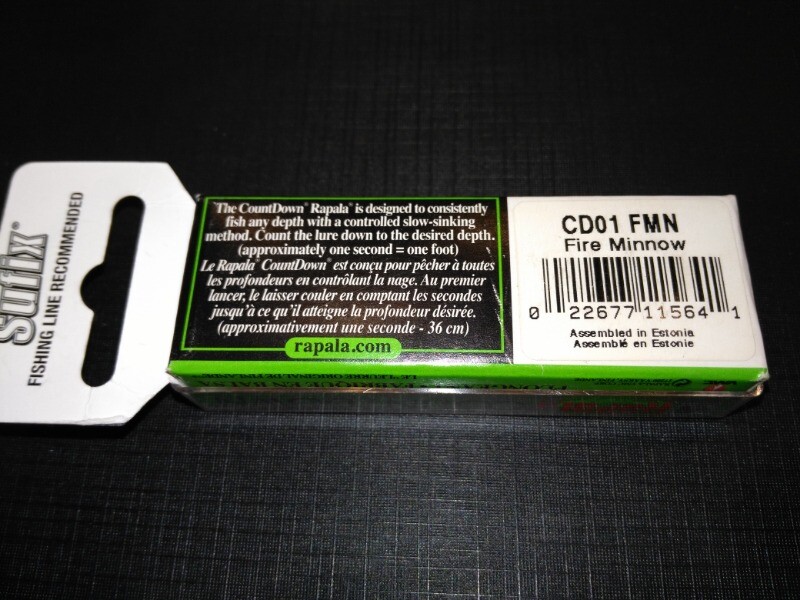 Sufix
FISHING LINE RECOMMENDED
The CountDown® Rapala® is designed to consistently
fish any depth with a controlled slow-sinking
method. Count the lure down to the desired depth.
(approximately one second = one foot)
Le Rapala® CountDown® est conçu pour pêcher à toutes
les profondeurs en contrôlant la nage. Au premier
lancer, le laisser couler en comptant les secondes
jusqu'à ce qu'il atteigne la profondeur désirée.
(approximativement une seconde - 36 cm)
rapala.com
CD01 FMN
Fire Minnow
0 22677 11564 1
Assembled in Estonia
Assemblé en Estonie